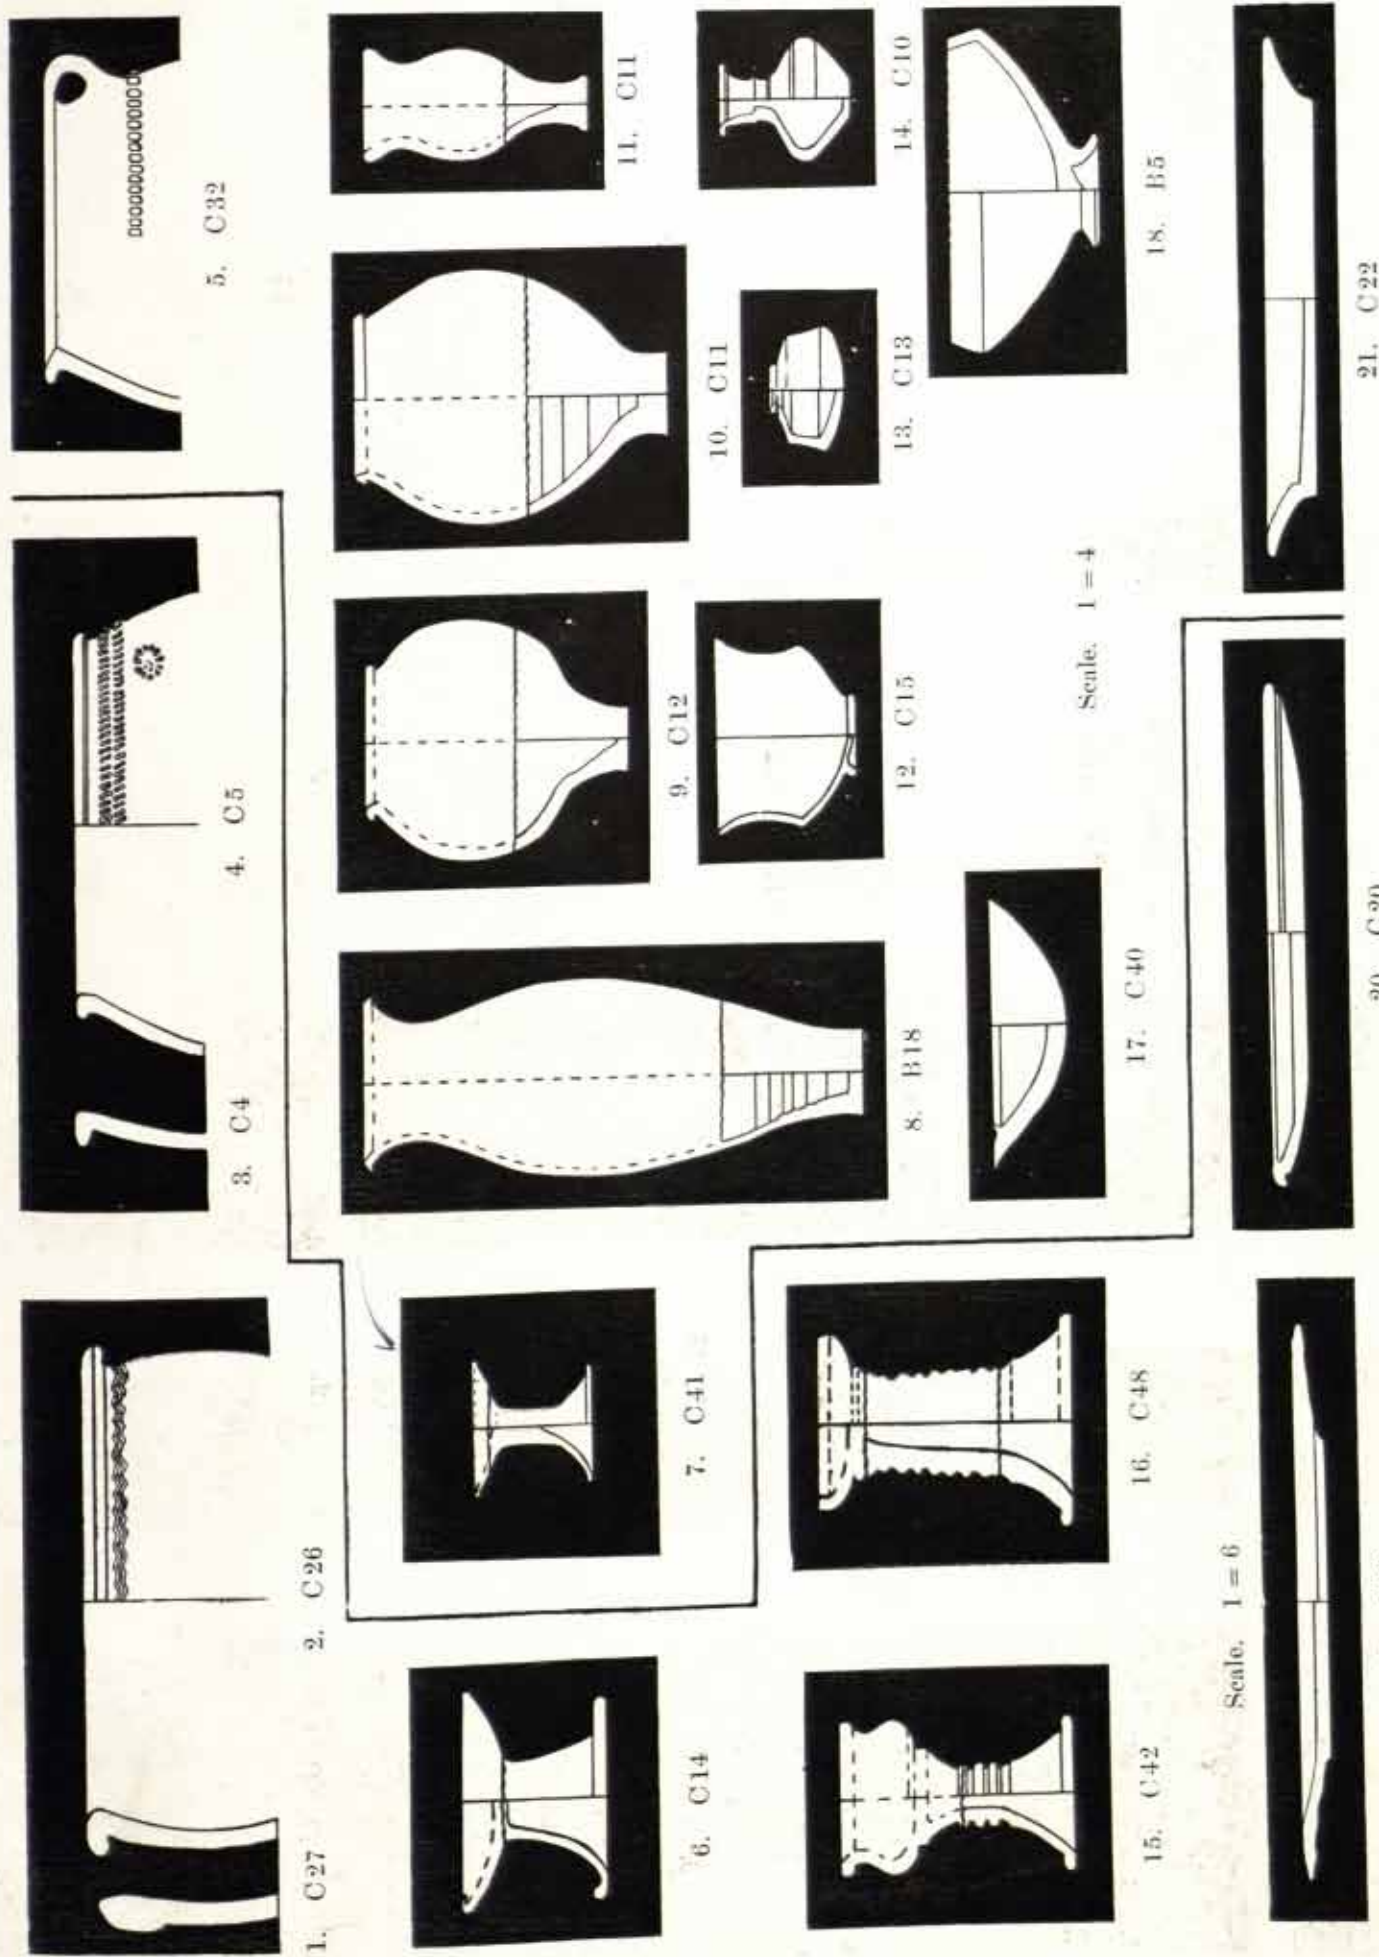 1. C27
2. C26
3. C4
4. C5
5. C32
6. C14
7. C41
8. B18
9. C12
10. C11
11. C11
12. C15
13. C13
14. C10
15. C42
16. C48
17. C40
18. B5
Scale. 1 = 4
Scale. 1 = 6
20. C20
21. C22